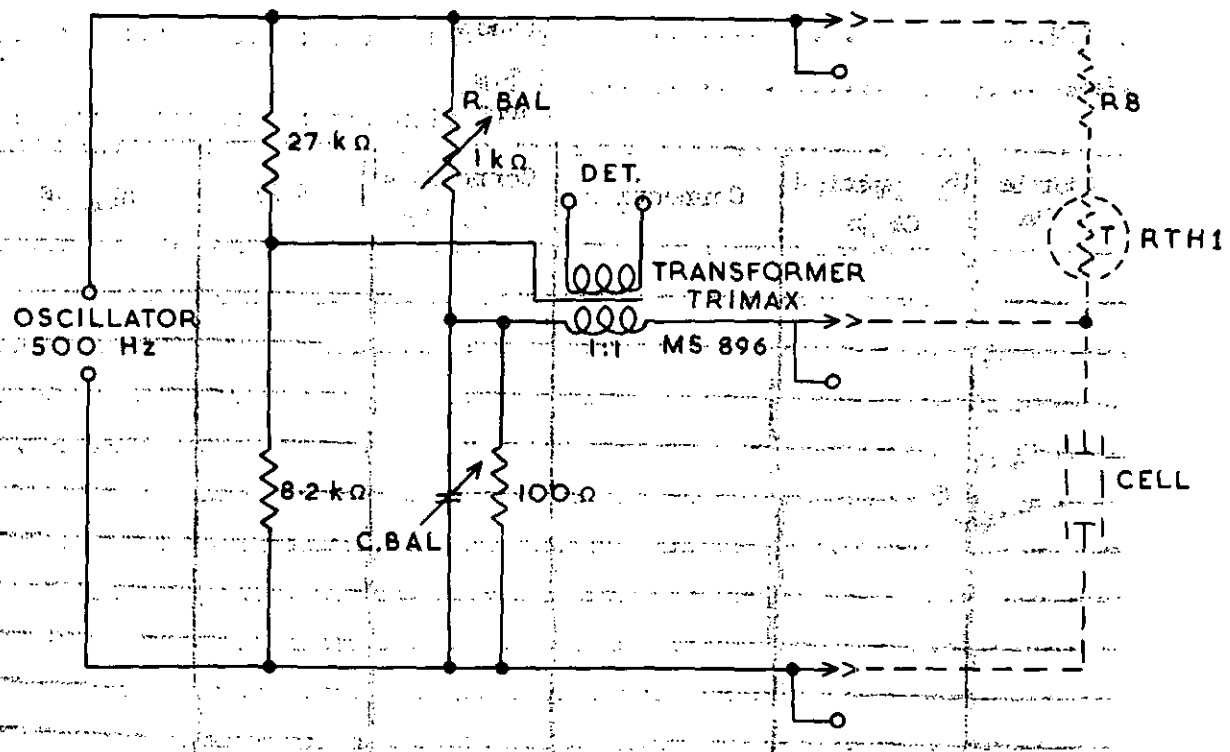 R. BAL
1 kΩ
27 kΩ
DET.
R8
T
RTH1
TRANSFORMER
TRIMAX
1:1
MS 896
OSCILLATOR
500 Hz
8.2 kΩ
C.BAL
100Ω
CELL